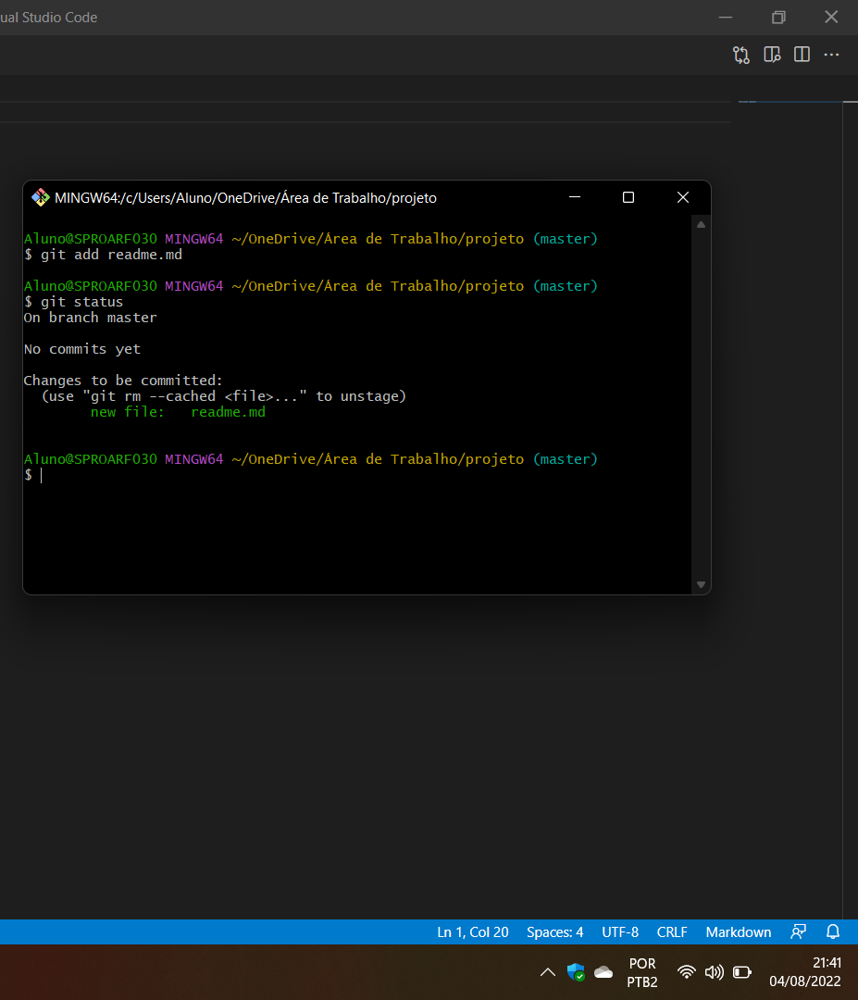 ual Studio Code
MINGW64:/c/Users/Aluno/OneDrive/Área de Trabalho/projeto
Aluno@SPROARF030 MINGW64 ~/OneDrive/Área de Trabalho/projeto (master)
$ git add readme.md
Aluno@SPROARF030 MINGW64 ~/OneDrive/Área de Trabalho/projeto (master)
$ git status
On branch master
No commits yet
Changes to be committed:
(use "git rm --cached <file>..." to unstage)
new file: readme.md
Aluno@SPROARF030 MINGW64 ~/OneDrive/Área de Trabalho/projeto (master)
$
Ln 1, Col 20 Spaces: 4 UTF-8 CRLF Markdown
POR 21:41
PTB2 04/08/2022